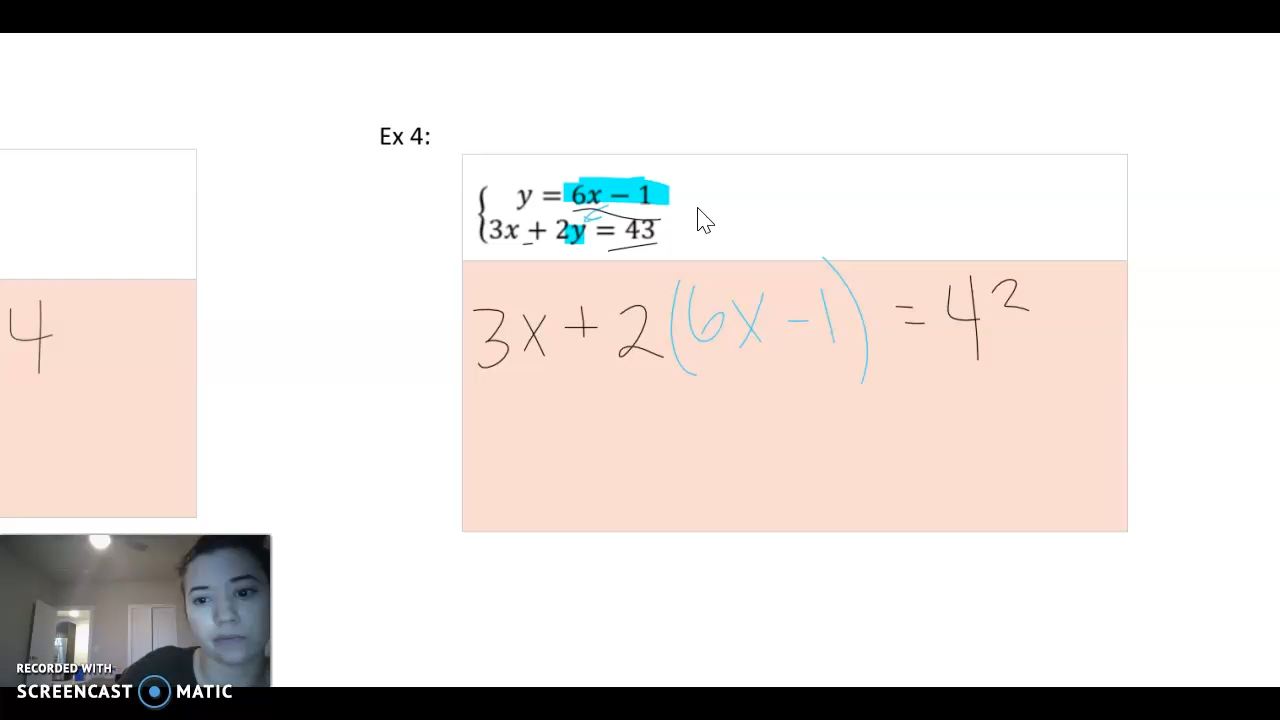 Ex 4:
y = 6x − 1
3x + 2y = 43
3x + 2(6x − 1) = 42
4
RECORDED WITH
SCREENCAST MATIC